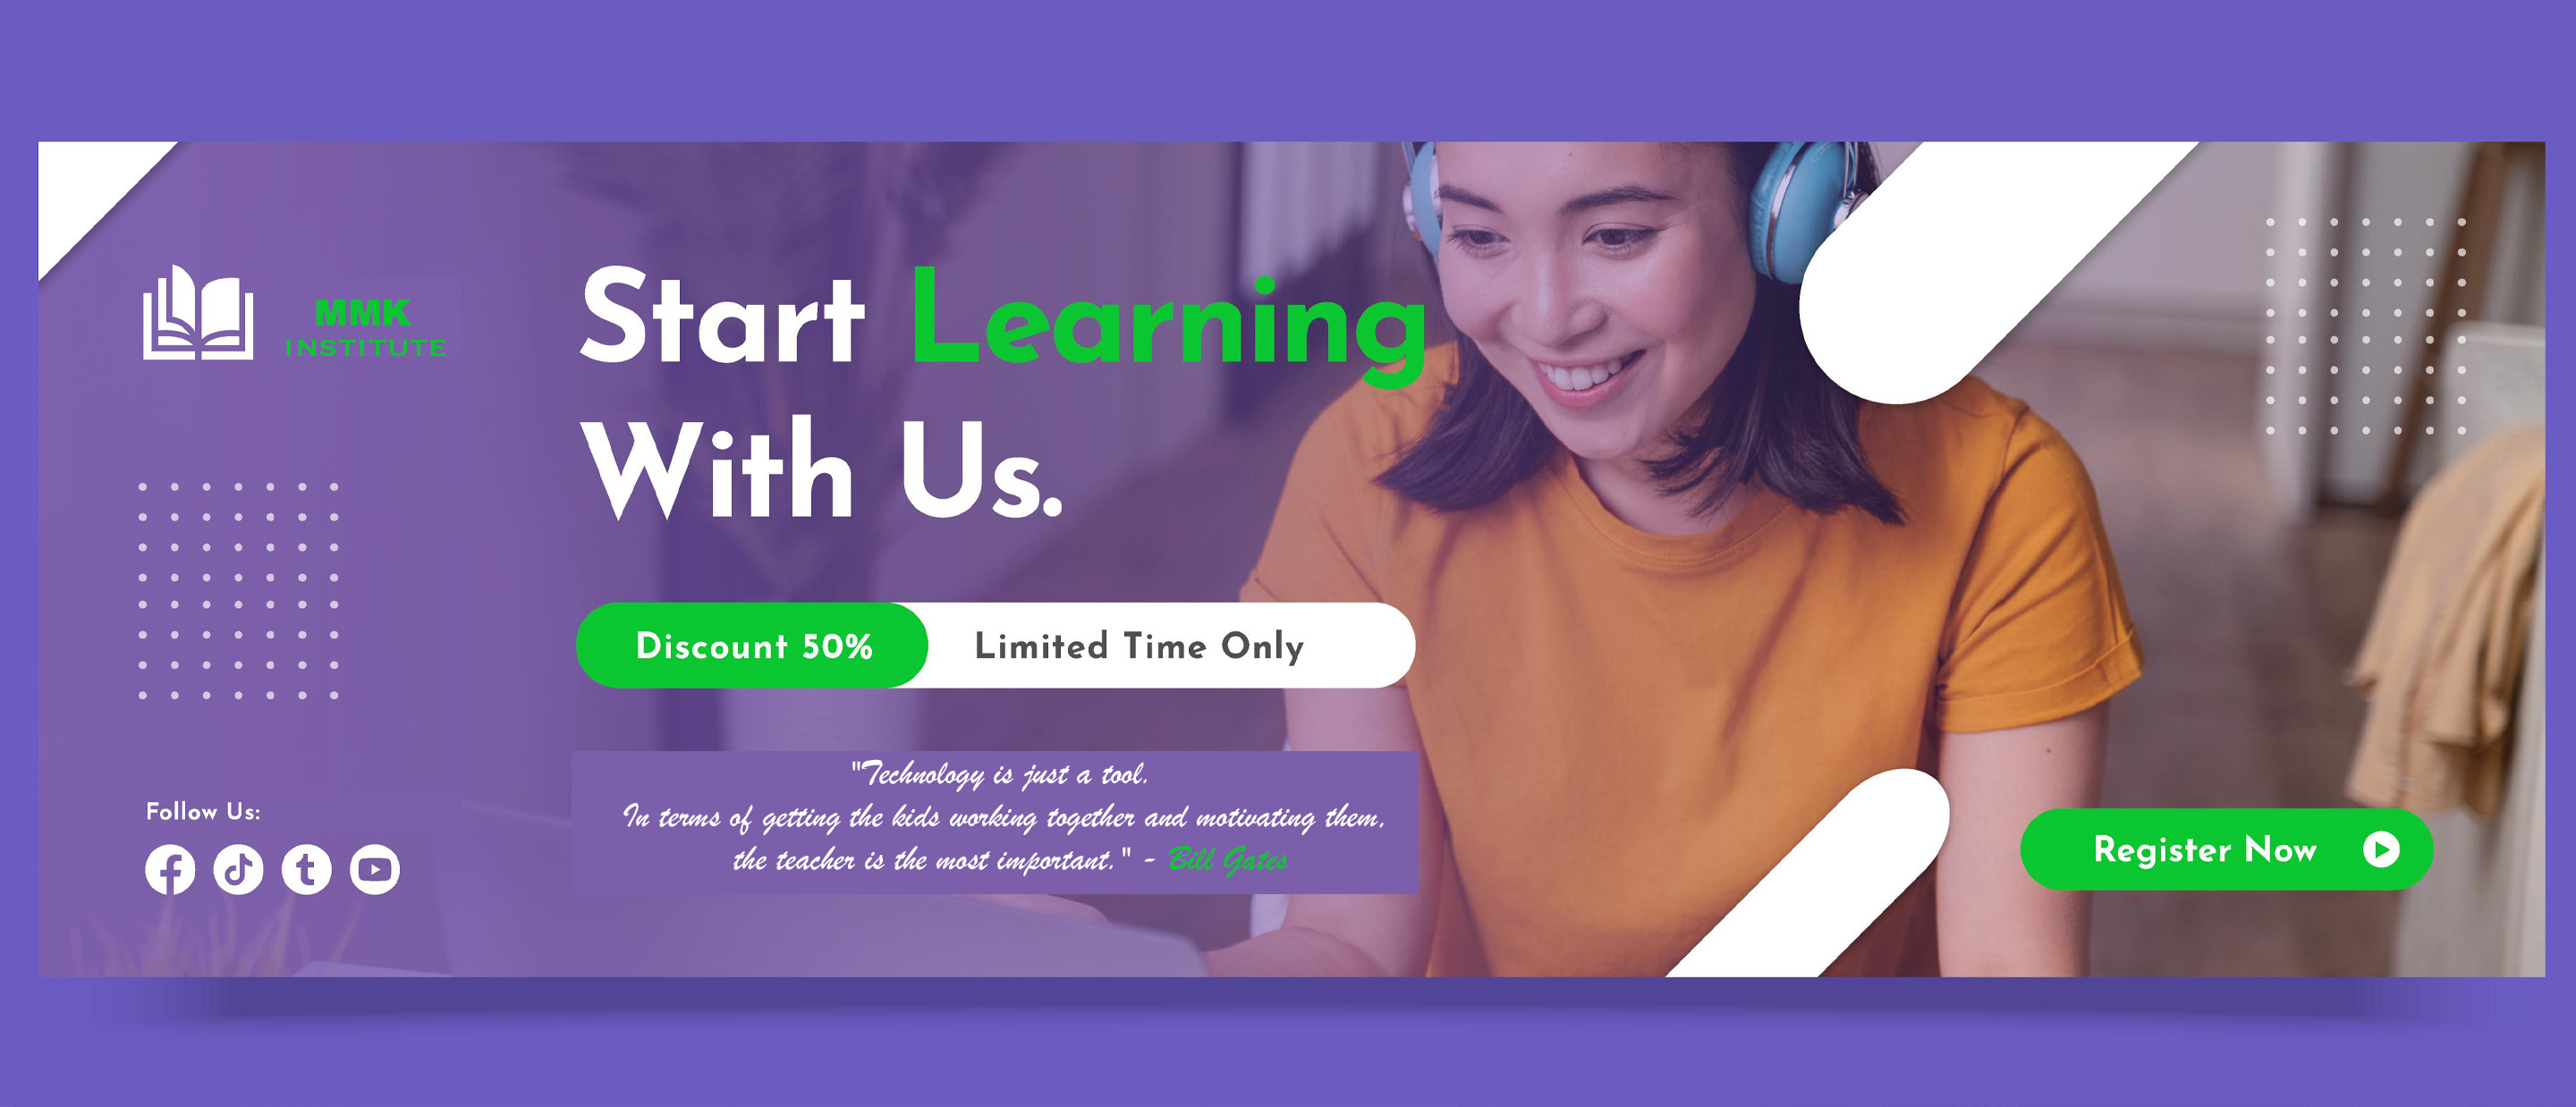 MMK
INSTITUTE
Start Learning
With Us.
Discount 50% Limited Time Only
"Technology is just a tool.
In terms of getting the kids working together and motivating them,
the teacher is the most important." - Bill Gates
Follow Us:
Register Now